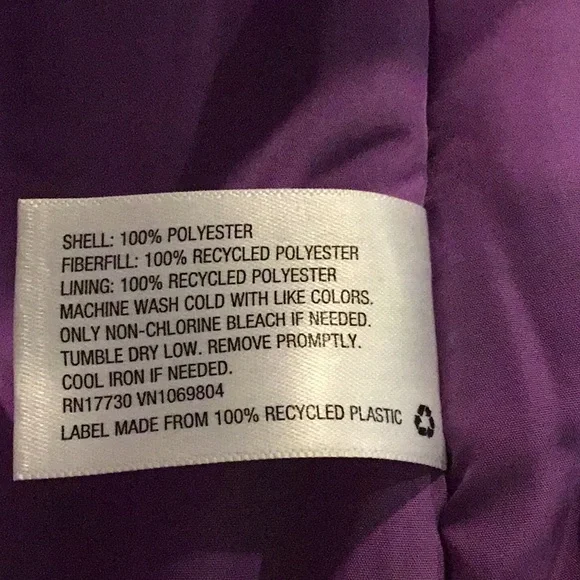 SHELL: 100% POLYESTER
FIBERFILL: 100% RECYCLED POLYESTER
LINING: 100% RECYCLED POLYESTER
MACHINE WASH COLD WITH LIKE COLORS.
ONLY NON-CHLORINE BLEACH IF NEEDED.
TUMBLE DRY LOW. REMOVE PROMPTLY.
COOL IRON IF NEEDED.
RN17730 VN1069804
LABEL MADE FROM 100% RECYCLED PLASTIC